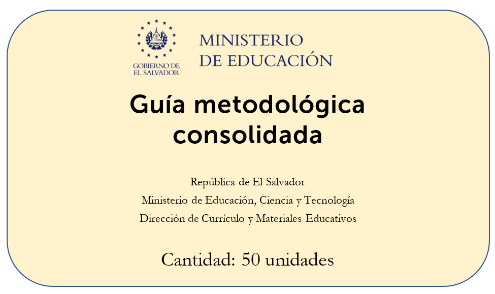 MINISTERIO
DE EDUCACIÓN
GOBIERNO DE
EL SALVADOR
Guía metodológica
consolidada
República de El Salvador
Ministerio de Educación, Ciencia y Tecnología
Dirección de Currículo y Materiales Educativos
Cantidad: 50 unidades